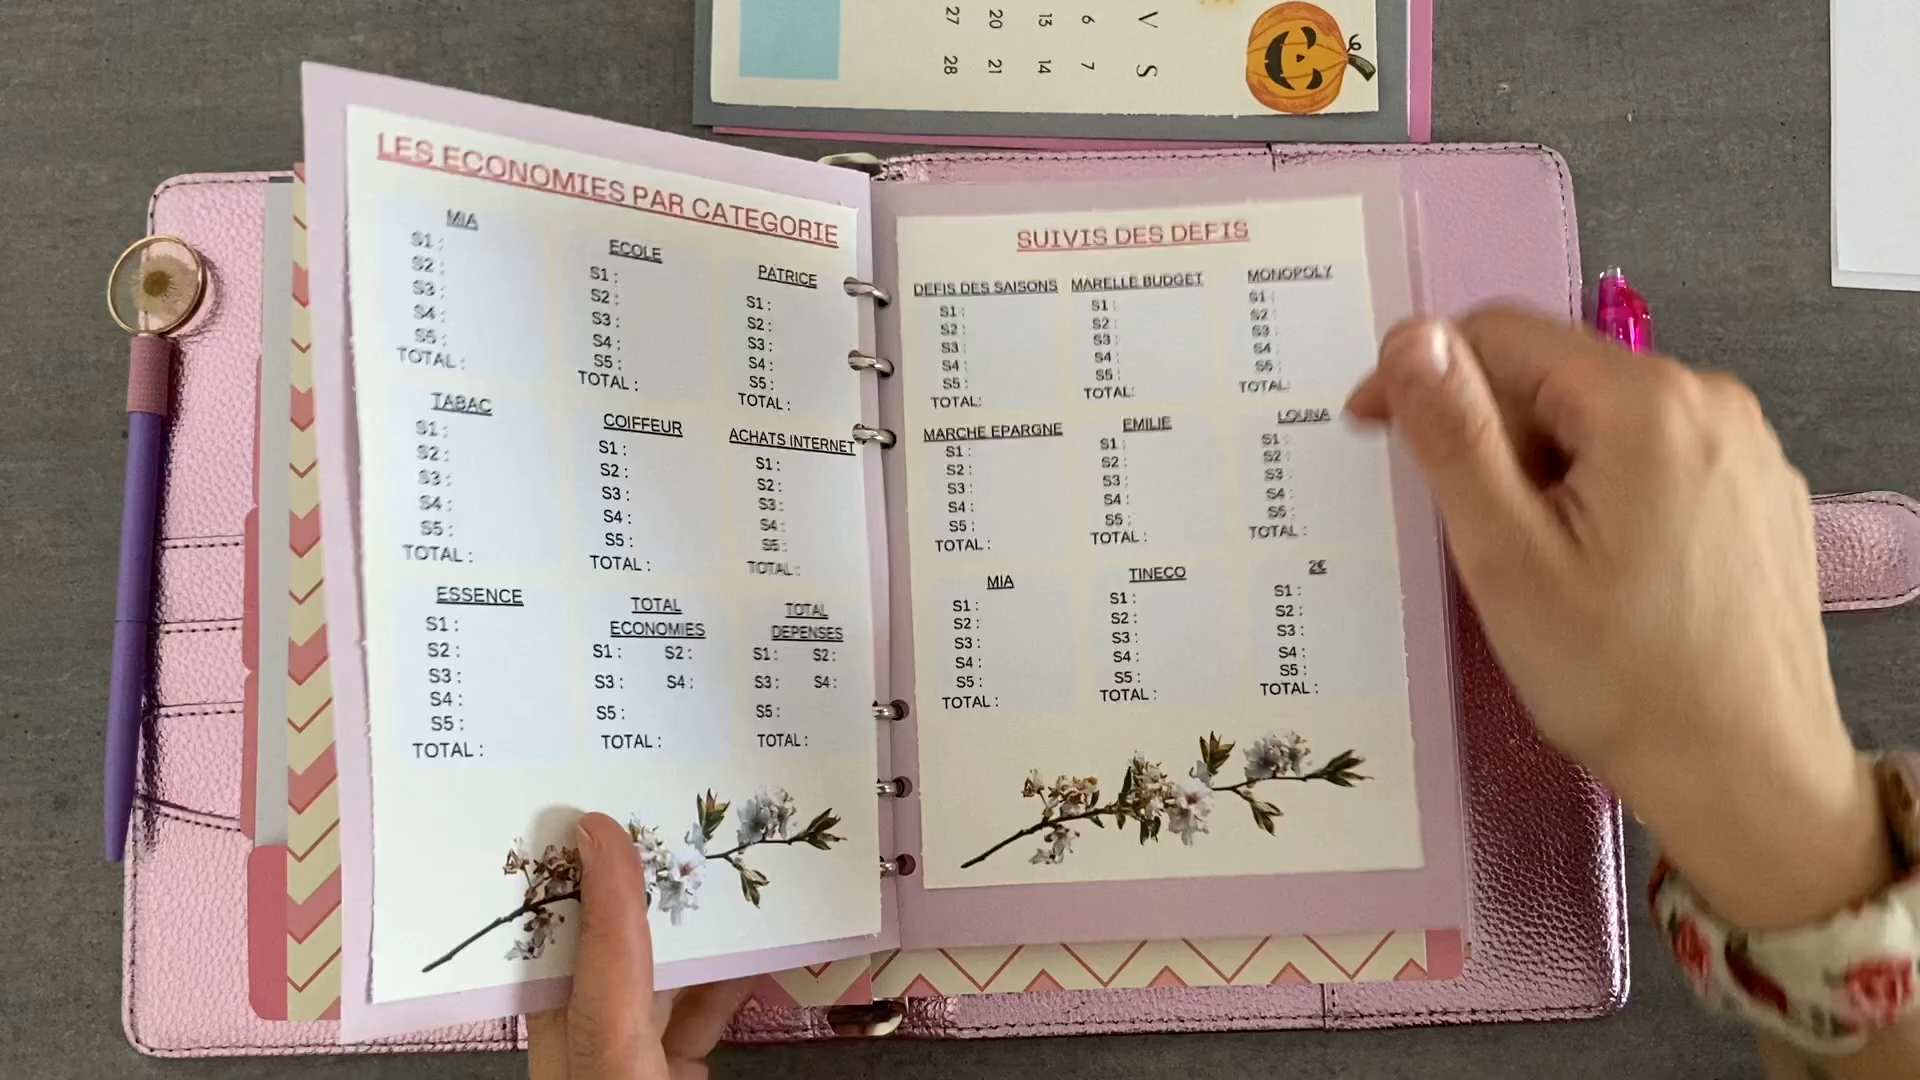 V 6 13 20 27
S 7 14 21 28
LES ECONOMIES PAR CATEGORIE
MIA
S1 :
S2 :
S3 :
S4 :
S5 :
TOTAL :
ECOLE
S1 :
S2 :
S3 :
S4 :
S5 :
TOTAL :
PATRICE
S1 :
S2 :
S3 :
S4 :
S5 :
TOTAL :
TABAC
S1 :
S2 :
S3 :
S4 :
S5 :
TOTAL :
COIFFEUR
S1 :
S2 :
S3 :
S4 :
S5 :
TOTAL :
ACHATS INTERNET
S1 :
S2 :
S3 :
S4 :
S5 :
TOTAL :
ESSENCE
S1 :
S2 :
S3 :
S4 :
S5 :
TOTAL :
TOTAL
ECONOMIES
S1 : S2 :
S3 : S4 :
S5 :
TOTAL :
TOTAL
DEPENSES
S1 : S2 :
S3 : S4 :
S5 :
TOTAL :
SUIVIS DES DEFIS
DEFIS DES SAISONS
S1 :
S2 :
S3 :
S4 :
S5 :
TOTAL:
MARELLE BUDGET
S1 :
S2 :
S3 :
S4 :
S5 :
TOTAL:
MONOPOLY
S1 :
S2 :
S3 :
S4 :
S5 :
TOTAL:
MARCHE EPARGNE
S1 :
S2 :
S3 :
S4 :
S5 :
TOTAL :
EMILIE
S1 :
S2 :
S3 :
S4 :
S5 :
TOTAL :
LOUNA
S1 :
S2 :
S3 :
S4 :
S5 :
TOTAL :
MIA
S1 :
S2 :
S3 :
S4 :
S5 :
TOTAL :
TINECO
S1 :
S2 :
S3 :
S4 :
S5 :
TOTAL :
2€
S1 :
S2 :
S3 :
S4 :
S5 :
TOTAL :